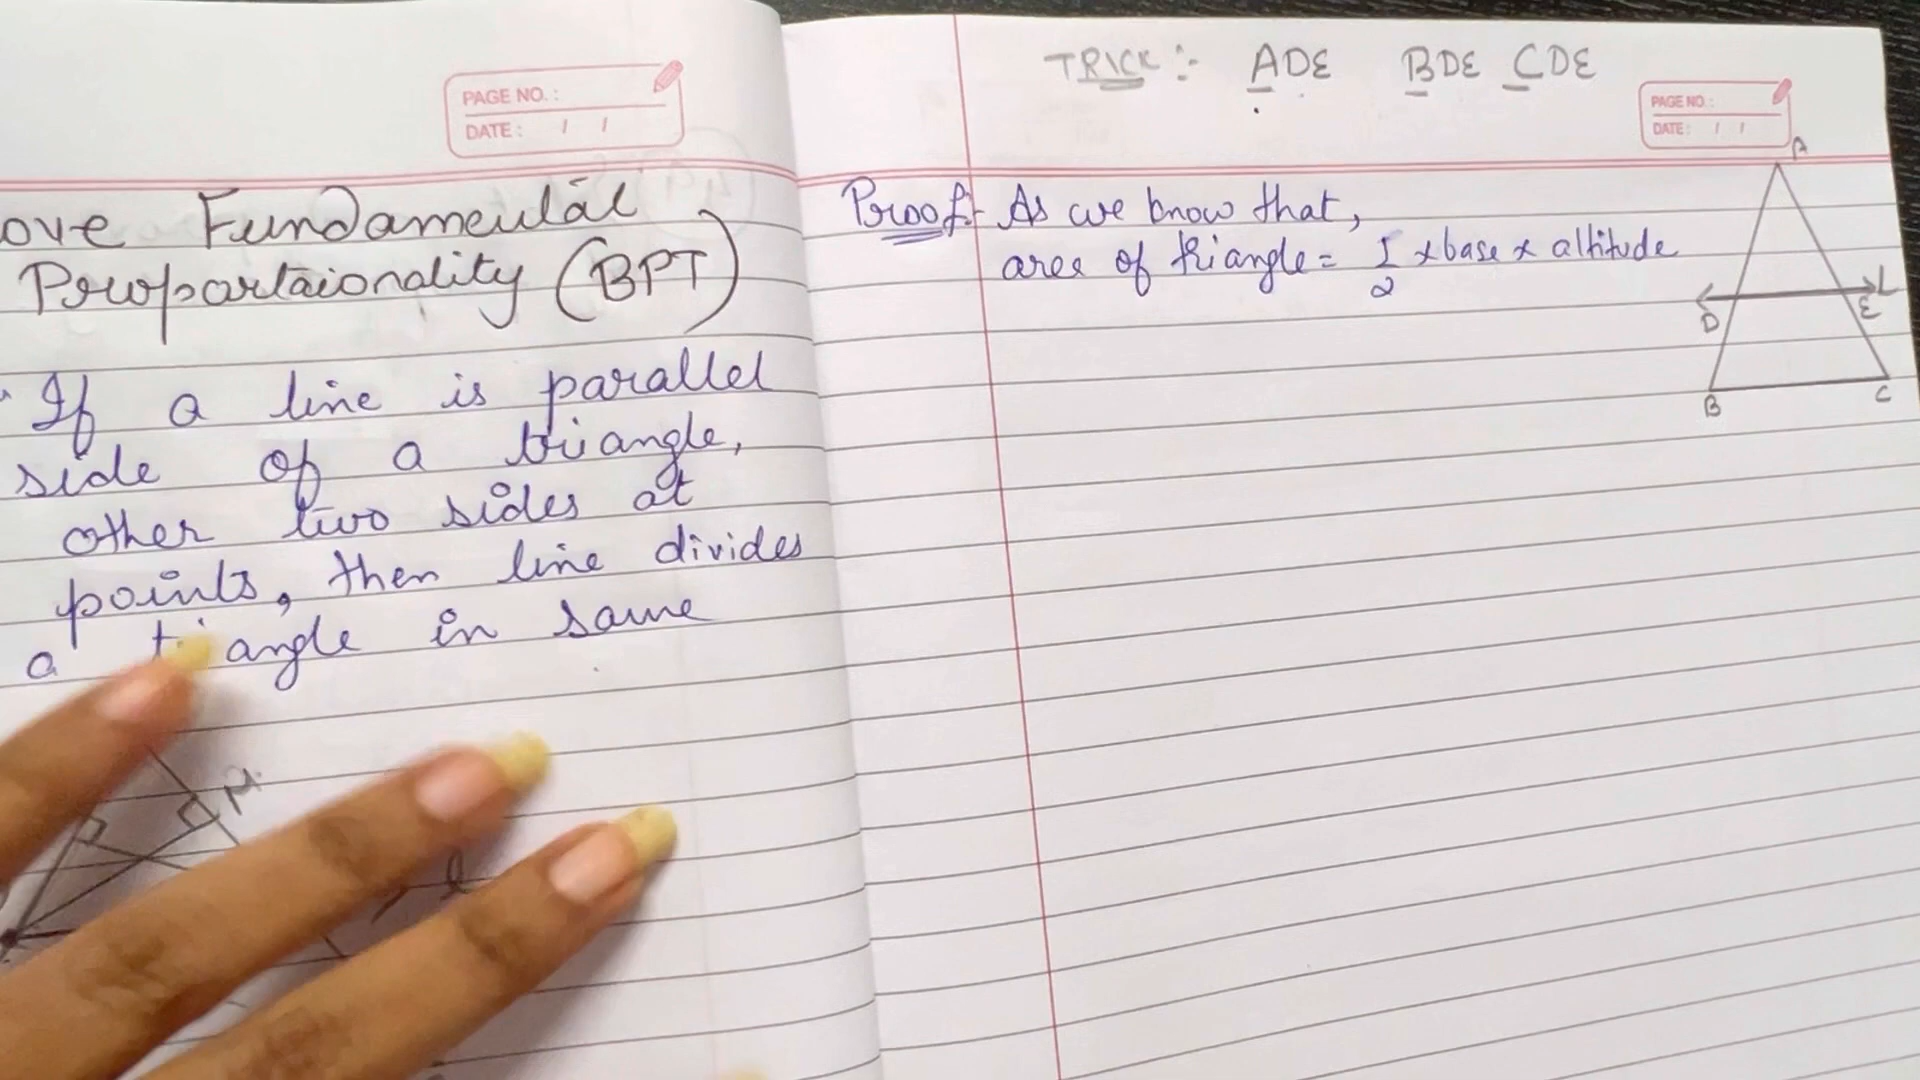 PAGE NO. :
DATE : / /
ove Fundamental
Proportaionality (BPT)
If a line is parallel
side of a triangle,
other two sides at
points, then line divides
a angle in same
M
l
TRICK :- ADE BDE CDE
PAGE NO. :
DATE : / /
Proof:- As we know that,
area of triangle = 1/2 x base x altitude
A
L
D
E
B
C